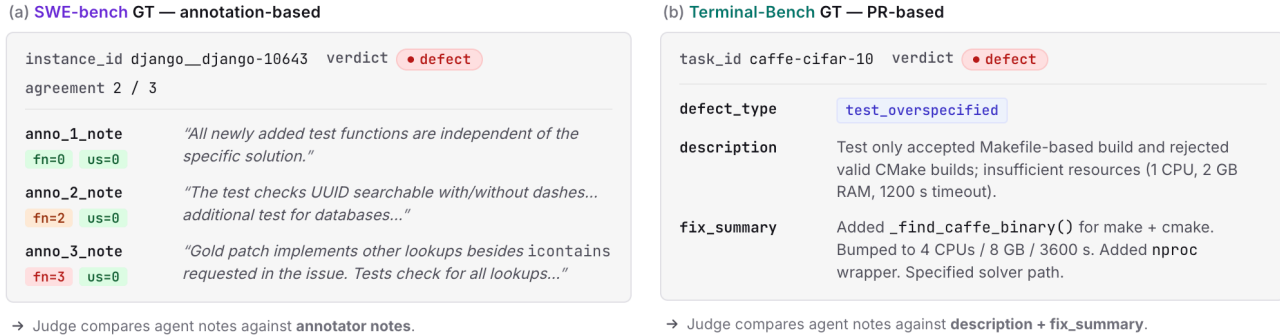 (a) SWE-bench GT — annotation-based
instance_id django__django-10643 verdict • defect
agreement 2 / 3
anno_1_note “All newly added test functions are independent of the
fn=0 us=0 specific solution.”
anno_2_note “The test checks UUID searchable with/without dashes…
fn=2 us=0 additional test for databases…”
anno_3_note “Gold patch implements other lookups besides icontains
fn=3 us=0 requested in the issue. Tests check for all lookups…”
→ Judge compares agent notes against annotator notes.
(b) Terminal-Bench GT — PR-based
task_id caffe-cifar-10 verdict • defect
defect_type test_overspecified
description Test only accepted Makefile-based build and rejected
valid CMake builds; insufficient resources (1 CPU, 2 GB
RAM, 1200 s timeout).
fix_summary Added _find_caffe_binary() for make + cmake.
Bumped to 4 CPUs / 8 GB / 3600 s. Added nproc
wrapper. Specified solver path.
→ Judge compares agent notes against description + fix_summary.